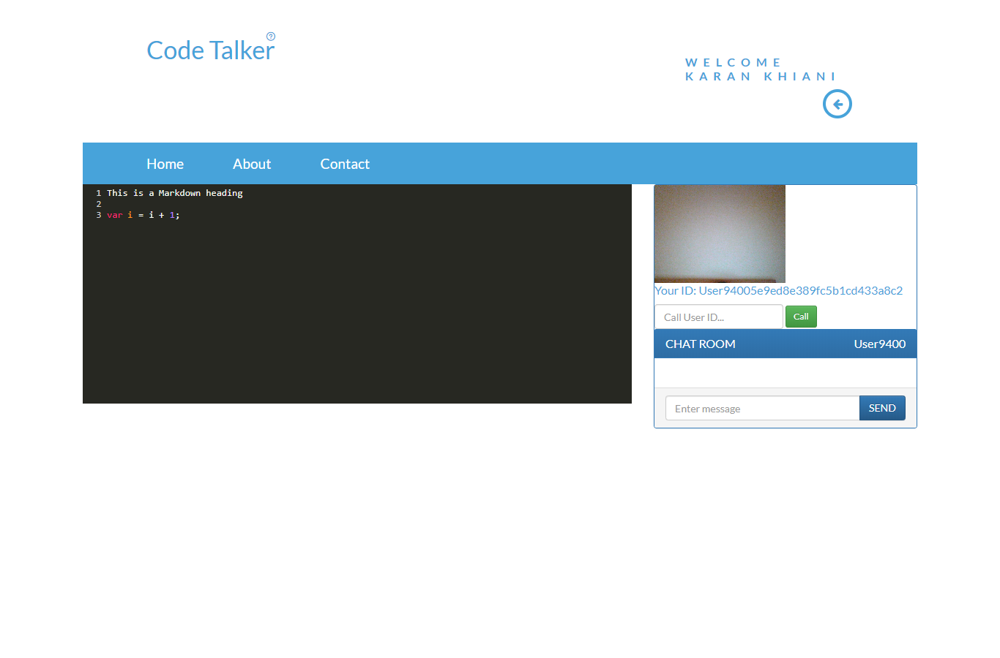 Code Talker
WELCOME
KARAN KHIANI
Home About Contact
1 This is a Markdown heading
2
3 var i = i + 1;
Your ID: User94005e9ed8e389fc5b1cd433a8c2
Call User ID... Call
CHAT ROOM User9400
Enter message SEND